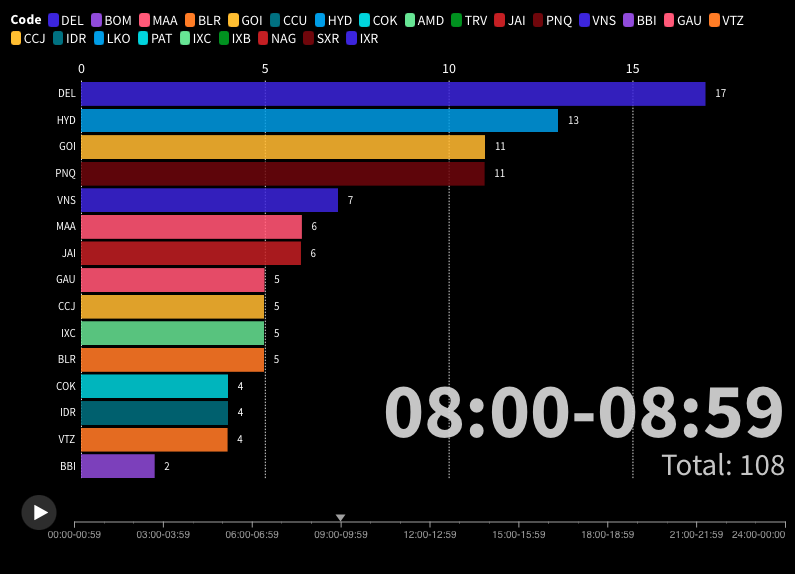 Code DEL BOM MAA BLR GOI CCU HYD COK AMD TRV JAI PNQ VNS BBI GAU VTZ
CCJ IDR LKO PAT IXC IXB NAG SXR IXR
0 5 10 15
DEL 17
HYD 13
GOI 11
PNQ 11
VNS 7
MAA 6
JAI 6
GAU 5
CCJ 5
IXC 5
BLR 5
COK 4
IDR 4
VTZ 4
BBI 2
08:00-08:59
Total: 108
00:00-00:59 03:00-03:59 06:00-06:59 09:00-09:59 12:00-12:59 15:00-15:59 18:00-18:59 21:00-21:59 24:00-00:00